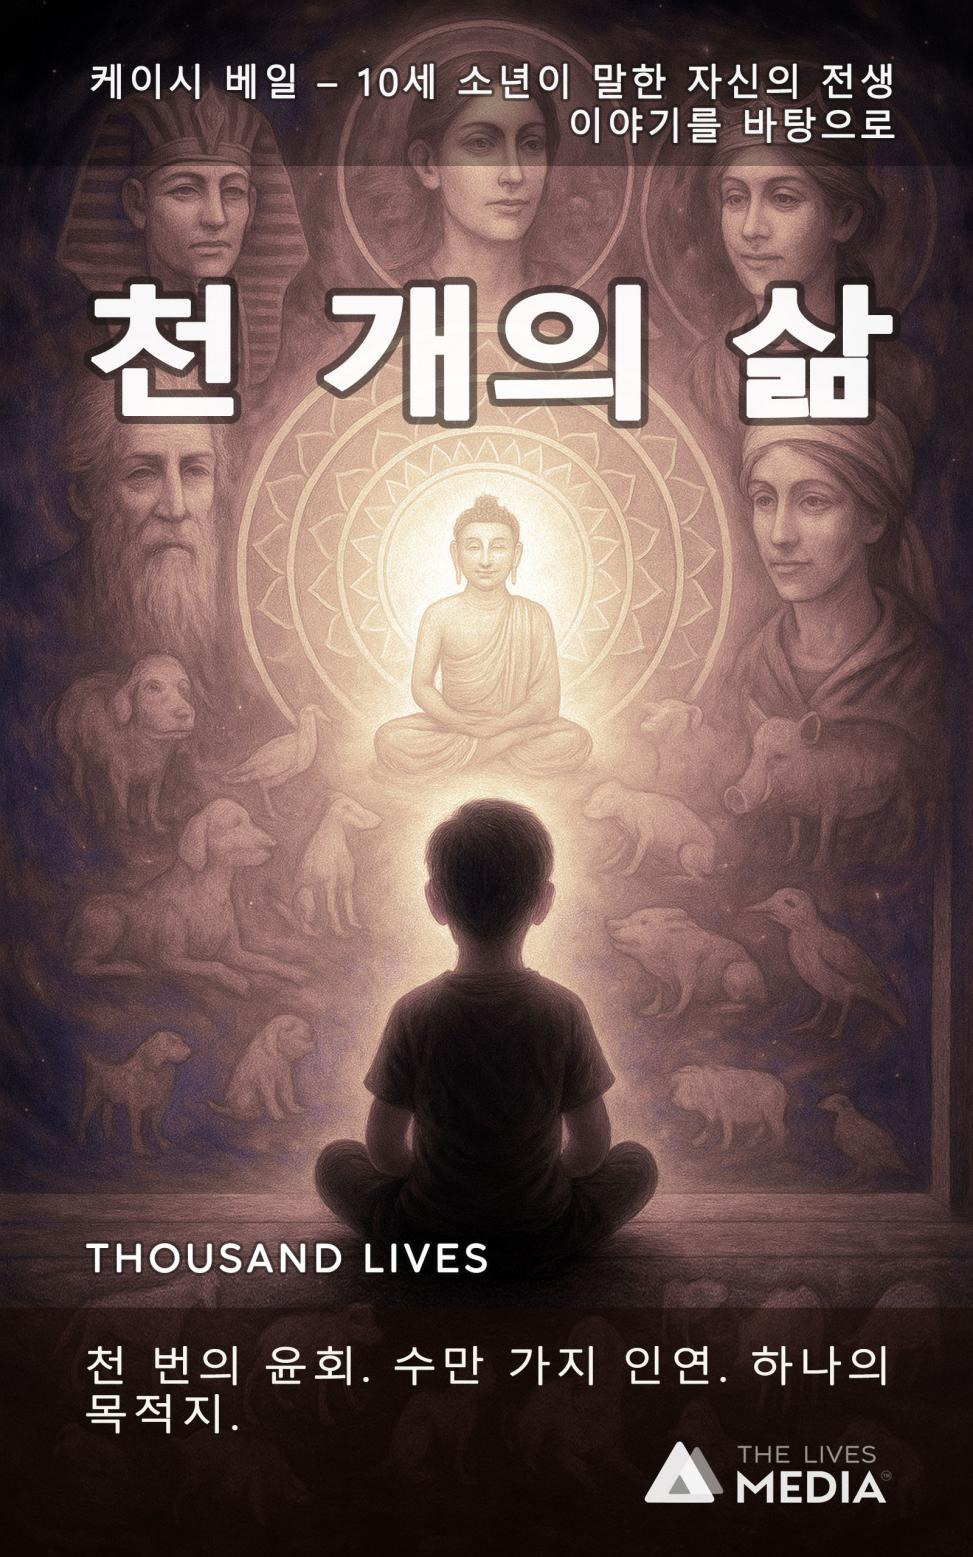 케이시 베일 – 10세 소년이 말한 자신의 전생
이야기를 바탕으로
천 개의 삶
THOUSAND LIVES
천 번의 윤회. 수만 가지 인연. 하나의
목적지.
THE LIVES
MEDIA™